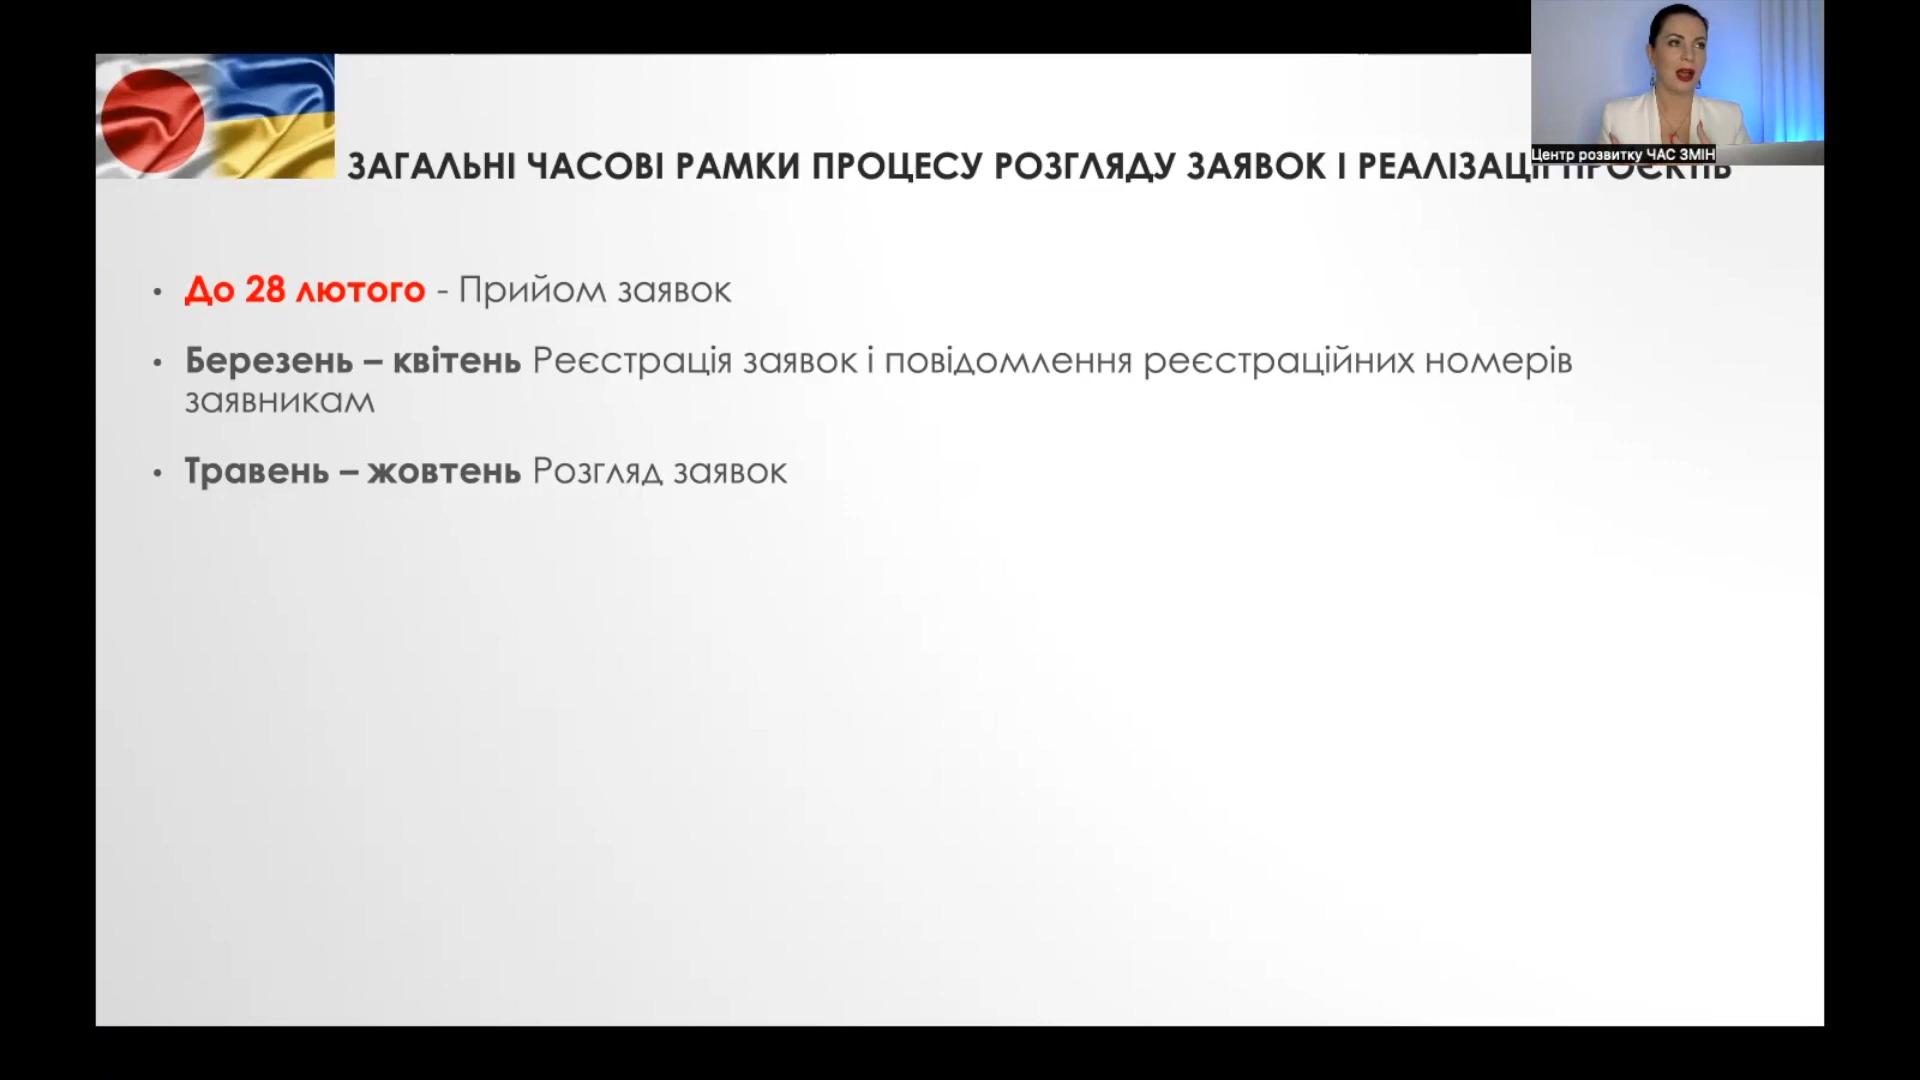 Центр розвитку ЧАС ЗМІН
ЗАГАЛЬНІ ЧАСОВІ РАМКИ ПРОЦЕСУ РОЗГЛЯДУ ЗАЯВОК І РЕАЛІЗАЦІЇ ПРОЄКТІВ
• До 28 лютого - Прийом заявок
• Березень – квітень Реєстрація заявок і повідомлення реєстраційних номерів
заявникам
• Травень – жовтень Розгляд заявок